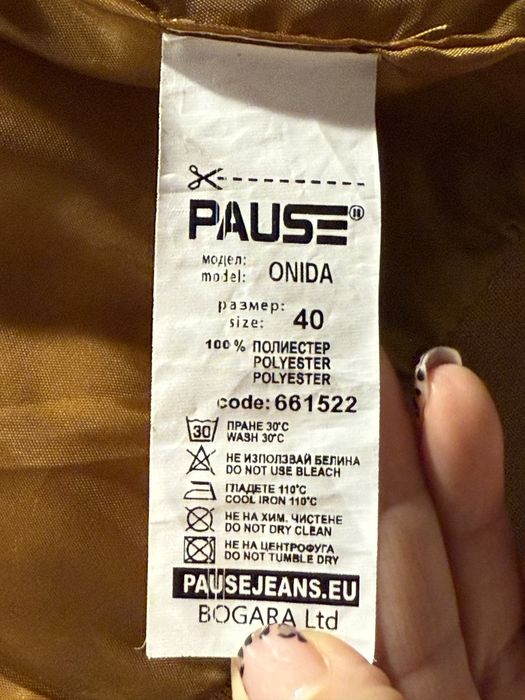 PAUSE®
модел:
model: ONIDA
размер:
size: 40
100 % ПОЛИЕСТЕР
POLYESTER
POLYESTER
code: 661522
30 ПРАНЕ 30°C
WASH 30°C
НЕ ИЗПОЛЗВАЙ БЕЛИНА
DO NOT USE BLEACH
ГЛАДЕТЕ 110°C
COOL IRON 110°C
НЕ НА ХИМ. ЧИСТЕНЕ
DO NOT DRY CLEAN
НЕ НА ЦЕНТРОФУГА
DO NOT TUMBLE DRY
PAUSEJEANS.EU
BOGARA Ltd